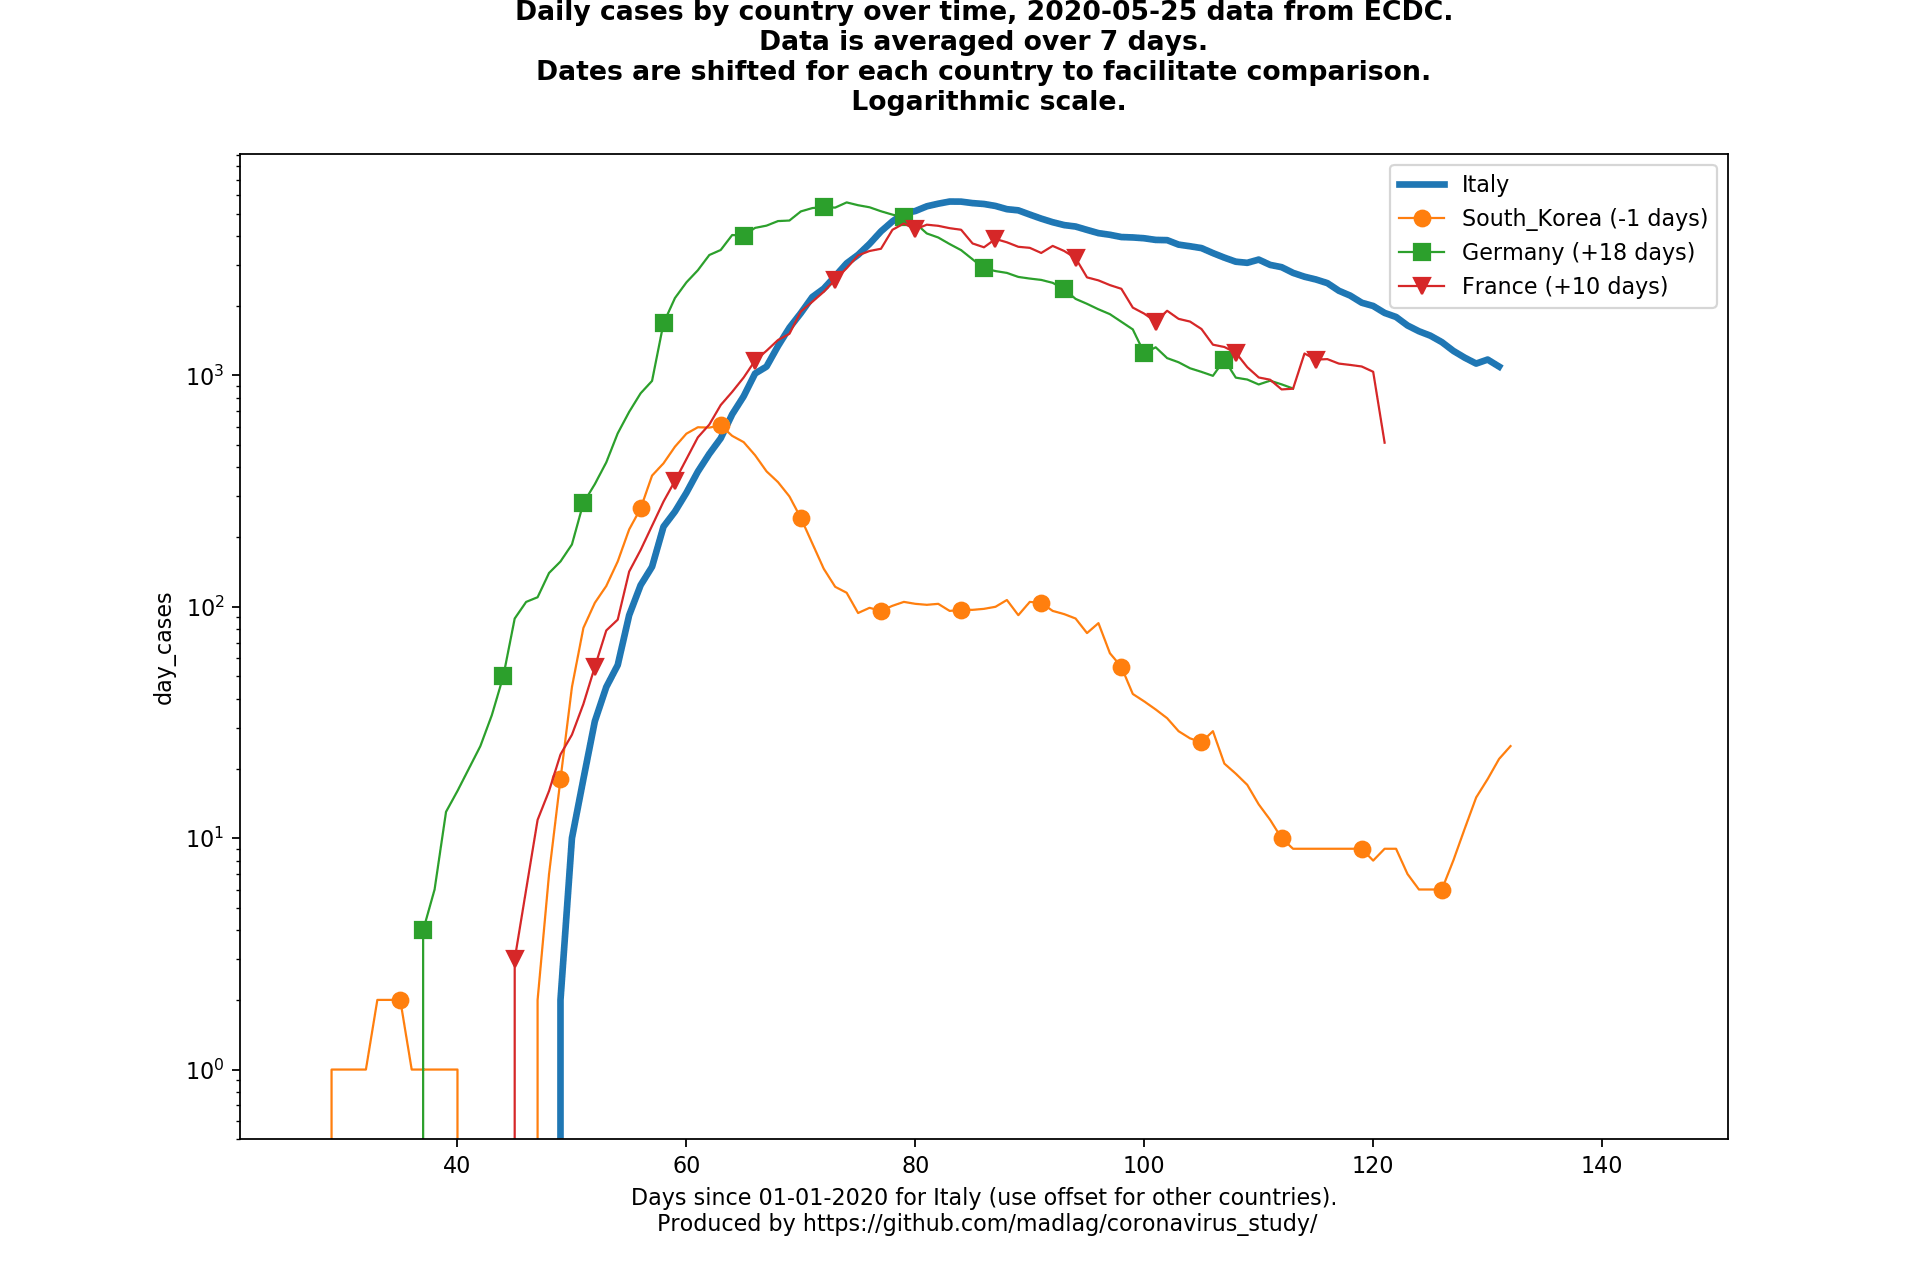 Daily cases by country over time, 2020-05-25 data from ECDC.
Data is averaged over 7 days.
Dates are shifted for each country to facilitate comparison.
Logarithmic scale.
Italy
South_Korea (-1 days)
Germany (+18 days)
France (+10 days)
day_cases
10³
10²
10¹
10⁰
40 60 80 100 120 140
Days since 01-01-2020 for Italy (use offset for other countries).
Produced by https://github.com/madlag/coronavirus_study/